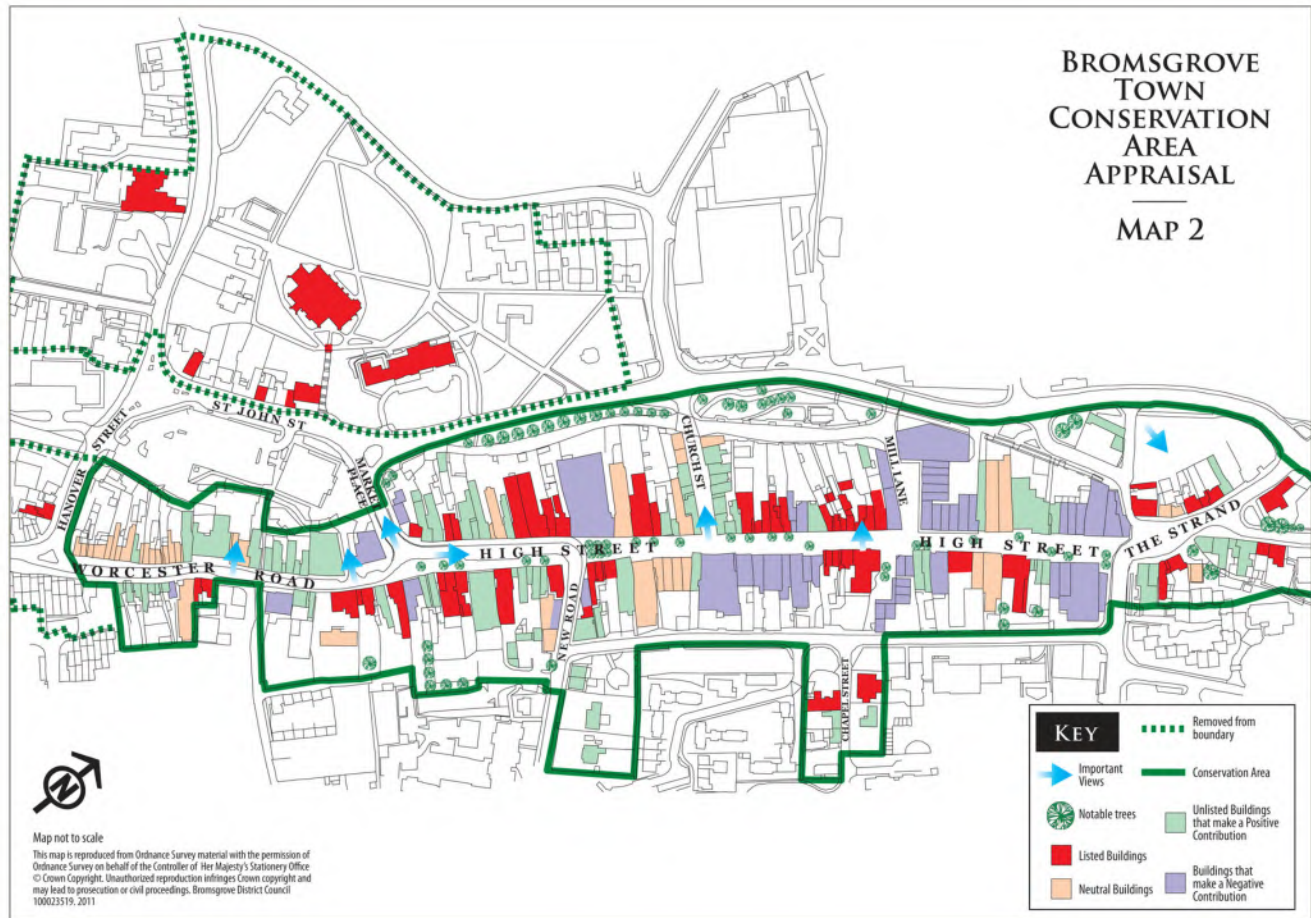 BROMSGROVE
TOWN
CONSERVATION
AREA
APPRAISAL
MAP 2
HANOVER STREET
ST JOHN ST
MARKET
PLACE
CHURCH ST
MILL LANE
WORCESTER ROAD
HIGH STREET
HIGH STREET
THE STRAND
NEW ROAD
CHAPEL STREET
KEY
Removed from
boundary
Important
Views
Conservation Area
Notable trees
Unlisted Buildings
that make a Positive
Contribution
Listed Buildings
Neutral Buildings
Buildings that
make a Negative
Contribution
N
Map not to scale
This map is reproduced from Ordnance Survey material with the permission of
Ordnance Survey on behalf of the Controller of Her Majesty's Stationery Office
© Crown Copyright. Unauthorized reproduction infringes Crown copyright and
may lead to prosecution or civil proceedings. Bromsgrove District Council
100023519. 2011